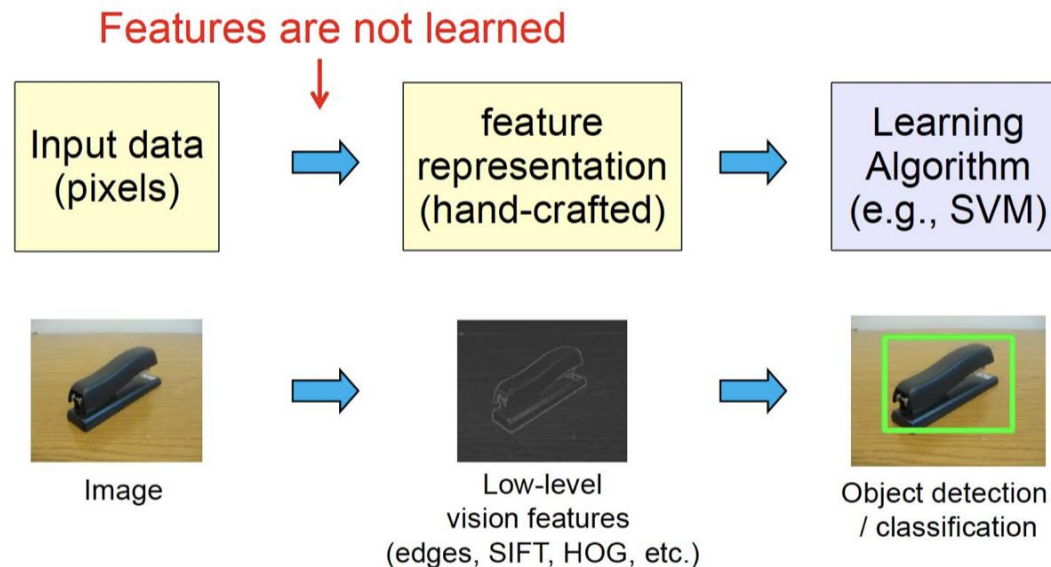 Features are not learned
Input data
(pixels)
feature
representation
(hand-crafted)
Learning
Algorithm
(e.g., SVM)
Image
Low-level
vision features
(edges, SIFT, HOG, etc.)
Object detection
/ classification